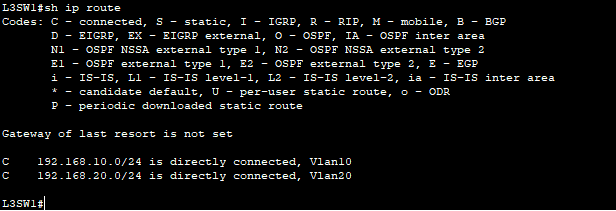 L3SW1#sh ip route
Codes: C - connected, S - static, I - IGRP, R - RIP, M - mobile, B - BGP
D - EIGRP, EX - EIGRP external, O - OSPF, IA - OSPF inter area
N1 - OSPF NSSA external type 1, N2 - OSPF NSSA external type 2
E1 - OSPF external type 1, E2 - OSPF external type 2, E - EGP
i - IS-IS, L1 - IS-IS level-1, L2 - IS-IS level-2, ia - IS-IS inter area
* - candidate default, U - per-user static route, o - ODR
P - periodic downloaded static route
Gateway of last resort is not set
C    192.168.10.0/24 is directly connected, Vlan10
C    192.168.20.0/24 is directly connected, Vlan20
L3SW1#